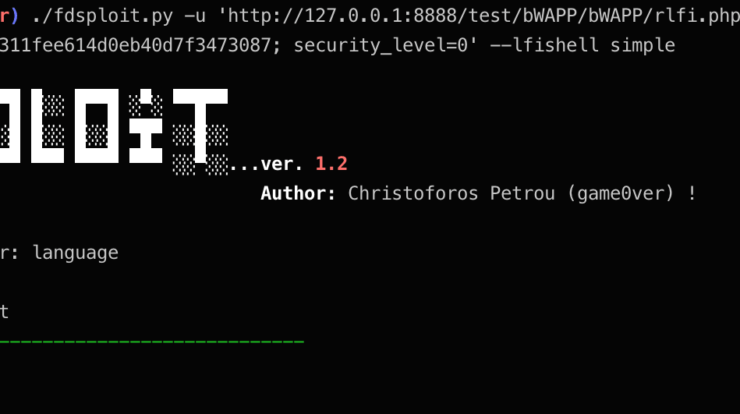 r) ./fdsploit.py -u 'http://127.0.0.1:8888/test/bWAPP/bWAPP/rlfi.php
311fee614d0eb40d7f3473087; security_level=0' --lfishell simple
OLOiT
...ver. 1.2
Author: Christoforos Petrou (game0ver) !
r: language
t